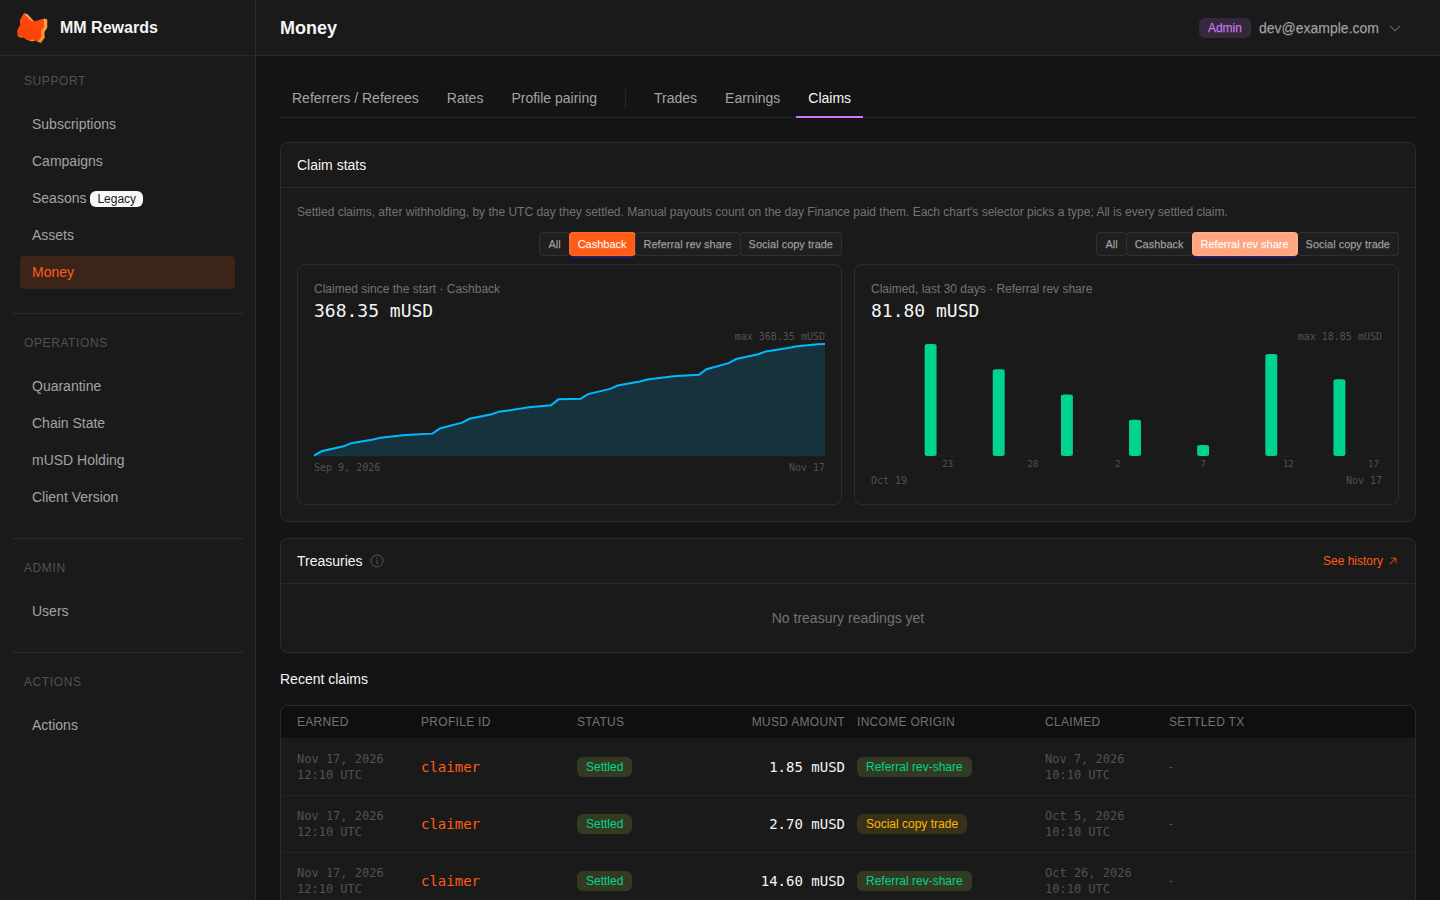 MM Rewards
Money
Admin dev@example.com
SUPPORT
Subscriptions
Campaigns
Seasons Legacy
Assets
Money
OPERATIONS
Quarantine
Chain State
mUSD Holding
Client Version
ADMIN
Users
ACTIONS
Actions
Referrers / Referees Rates Profile pairing Trades Earnings Claims
Claim stats
Settled claims, after withholding, by the UTC day they settled. Manual payouts count on the day Finance paid them. Each chart's selector picks a type; All is every settled claim.
All Cashback Referral rev share Social copy trade
Claimed since the start · Cashback
368.35 mUSD
max 368.35 mUSD
Sep 9, 2026 Nov 17
All Cashback Referral rev share Social copy trade
Claimed, last 30 days · Referral rev share
81.80 mUSD
max 18.85 mUSD
23 28 2 7 12 17
Oct 19 Nov 17
Treasuries
See history
No treasury readings yet
Recent claims
EARNED PROFILE ID STATUS MUSD AMOUNT INCOME ORIGIN CLAIMED SETTLED TX
Nov 17, 2026 12:10 UTC claimer Settled 1.85 mUSD Referral rev-share Nov 7, 2026 10:10 UTC -
Nov 17, 2026 12:10 UTC claimer Settled 2.70 mUSD Social copy trade Oct 5, 2026 10:10 UTC -
Nov 17, 2026 12:10 UTC claimer Settled 14.60 mUSD Referral rev-share Oct 26, 2026 10:10 UTC -